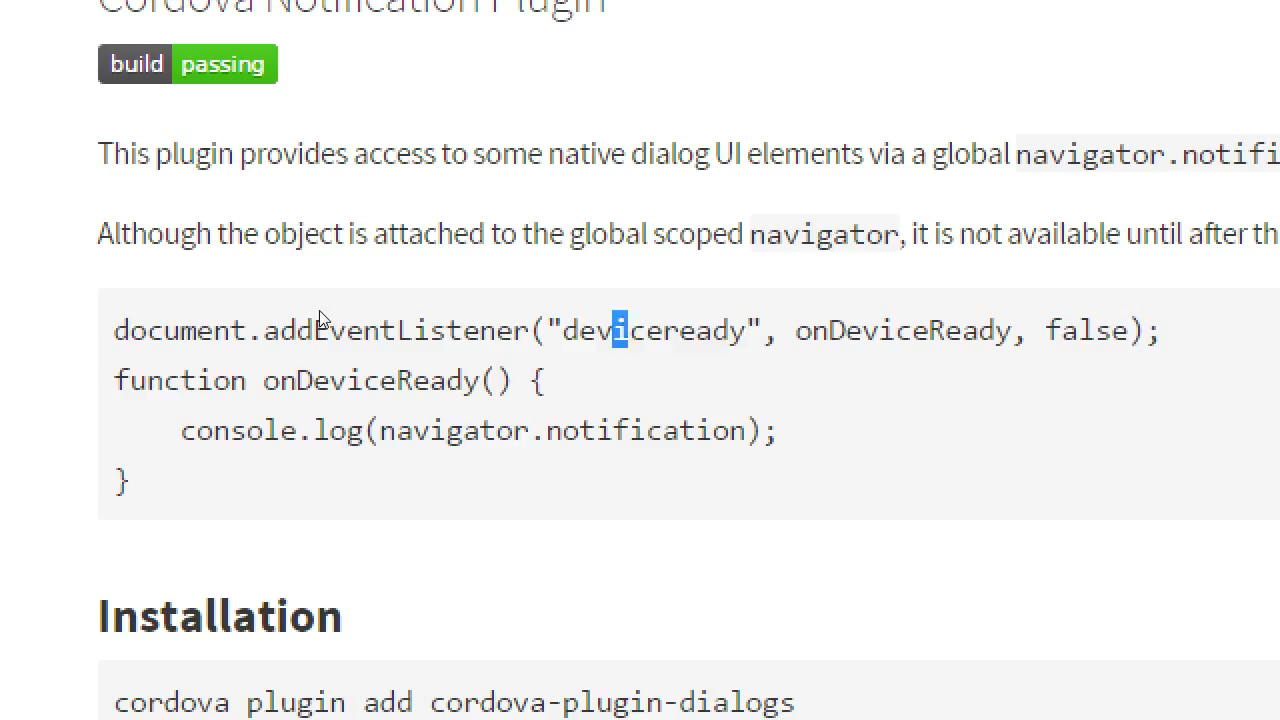 Cordova Notification Plugin
build passing
This plugin provides access to some native dialog UI elements via a global navigator.notifi
Although the object is attached to the global scoped navigator, it is not available until after th
document.addEventListener("deviceready", onDeviceReady, false);
function onDeviceReady() {
    console.log(navigator.notification);
}
Installation
cordova plugin add cordova-plugin-dialogs